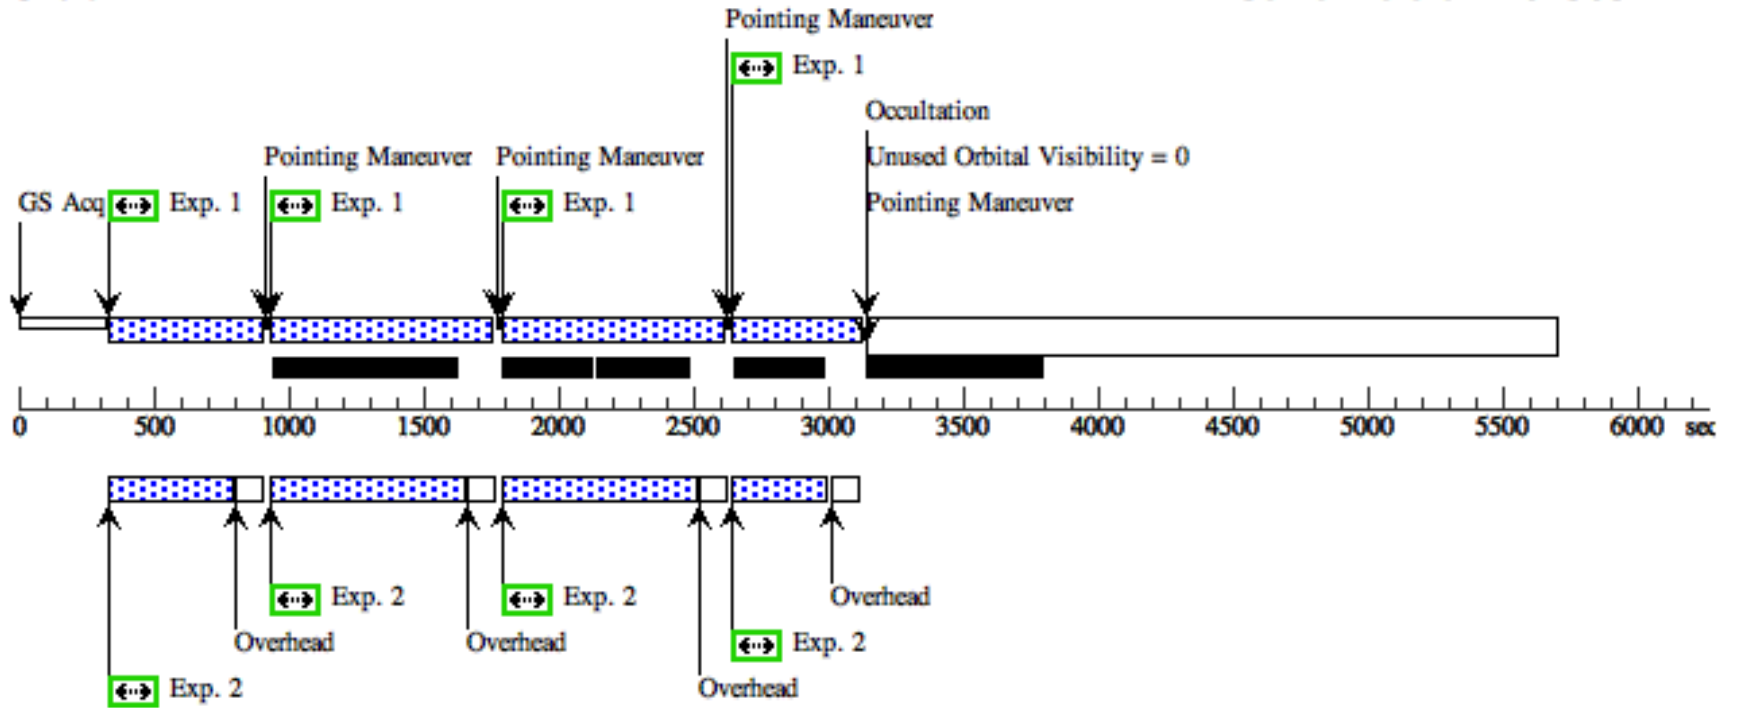 Pointing Maneuver
Exp. 1
Occultation
Pointing Maneuver Pointing Maneuver Unused Orbital Visibility = 0
GS Acq Exp. 1 Exp. 1 Exp. 1 Pointing Maneuver
0 500 1000 1500 2000 2500 3000 3500 4000 4500 5000 5500 6000 sec
Exp. 2 Exp. 2 Overhead
Overhead Overhead Exp. 2
Exp. 2 Overhead